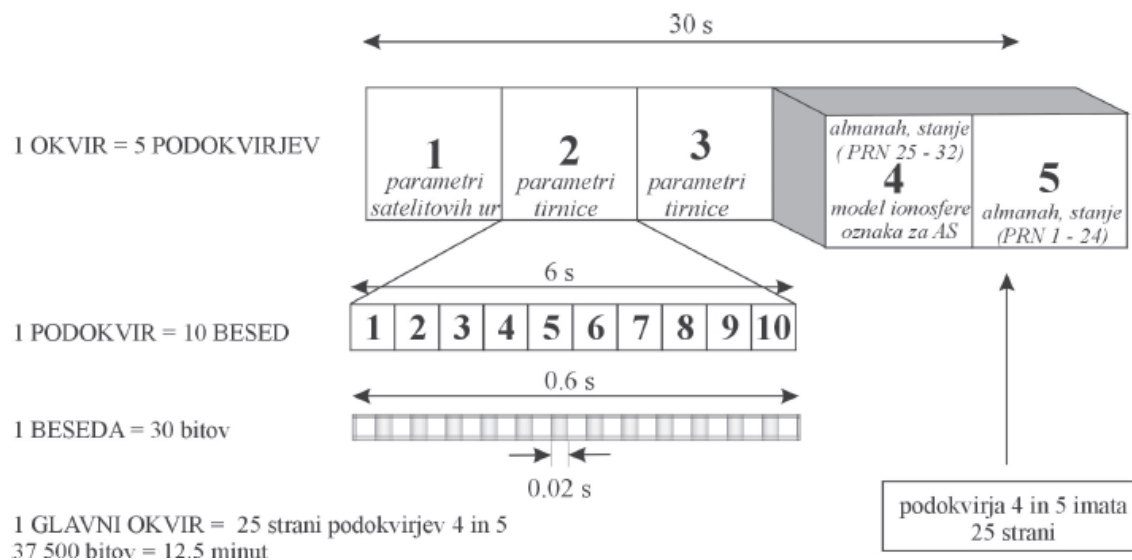 30 s
1 OKVIR = 5 PODOKVIRJEV
1
parametri
satelitovih ur
2
parametri
tirnice
3
parametri
tirnice
almanah, stanje
( PRN 25 - 32)
4
model ionosfere
oznaka za AS
5
almanah, stanje
(PRN 1 - 24)
6 s
1 PODOKVIR = 10 BESED
1 2 3 4 5 6 7 8 9 10
0.6 s
1 BESEDA = 30 bitov
0.02 s
podokvirja 4 in 5 imata
25 strani
1 GLAVNI OKVIR = 25 strani podokvirjev 4 in 5
37 500 bitov = 12.5 minut